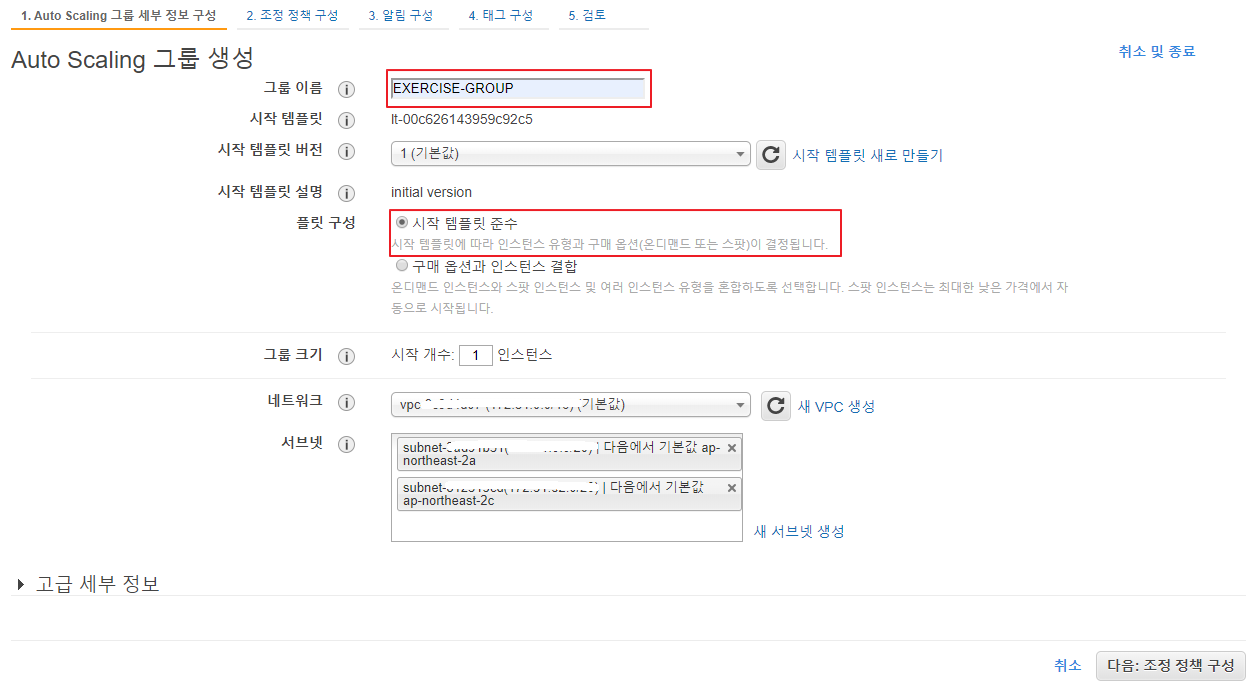 1. Auto Scaling 그룹 세부 정보 구성 2. 조정 정책 구성 3. 알림 구성 4. 태그 구성 5. 검토
Auto Scaling 그룹 생성 취소 및 종료
그룹 이름 EXERCISE-GROUP
시작 템플릿 lt-00c626143959c92c5
시작 템플릿 버전 1 (기본값) 시작 템플릿 새로 만들기
시작 템플릿 설명 initial version
플릿 구성 시작 템플릿 준수
시작 템플릿에 따라 인스턴스 유형과 구매 옵션(온디맨드 또는 스팟)이 결정됩니다.
구매 옵션과 인스턴스 결합
온디맨드 인스턴스와 스팟 인스턴스 및 여러 인스턴스 유형을 혼합하도록 선택합니다. 스팟 인스턴스는 최대한 낮은 가격에서 자
동으로 시작됩니다.
그룹 크기 시작 개수: 1 인스턴스
네트워크 (기본값) 새 VPC 생성
서브넷 | 다음에서 기본값 ap-
northeast-2a
| 다음에서 기본값
ap-northeast-2c
새 서브넷 생성
고급 세부 정보
취소 다음: 조정 정책 구성